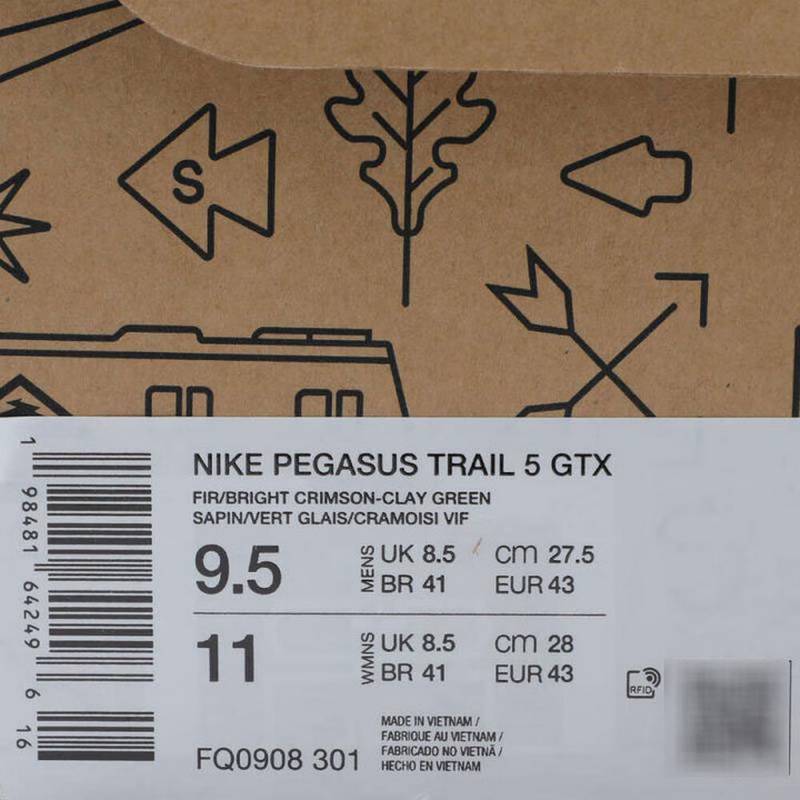 S
NIKE PEGASUS TRAIL 5 GTX
FIR/BRIGHT CRIMSON-CLAY GREEN
SAPIN/VERT GLAIS/CRAMOISI VIF
9.5 MENS UK 8.5 cm 27.5
BR 41 EUR 43
11 WMNS UK 8.5 cm 28
BR 41 EUR 43
RFID
FQ0908 301
MADE IN VIETNAM /
FABRIQUE AU VIETNAM /
FABRICADO NO VIETNÃ /
HECHO EN VIETNAM
1 98481 64249 6 16